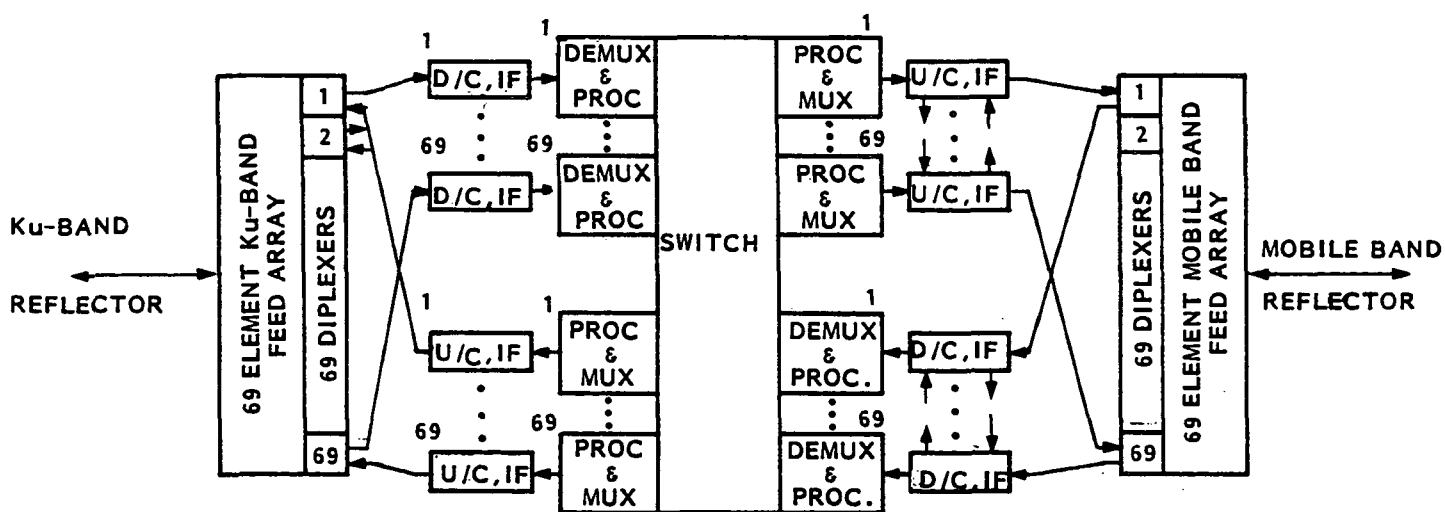 Ku-BAND
REFLECTOR
69 ELEMENT Ku-BAND
FEED ARRAY
69 DIPLEXERS
1
2
69
1
D/C, IF
69
D/C, IF
1
U/C, IF
69
U/C, IF
1
DEMUX
&
PROC
69
DEMUX
&
PROC
1
PROC
&
MUX
69
PROC
&
MUX
SWITCH
1
PROC
&
MUX
69
PROC
&
MUX
1
DEMUX
&
PROC.
69
DEMUX
&
PROC.
U/C, IF
U/C, IF
D/C, IF
D/C, IF
1
2
69 DIPLEXERS
69
69 ELEMENT MOBILE BAND
FEED ARRAY
MOBILE BAND
REFLECTOR